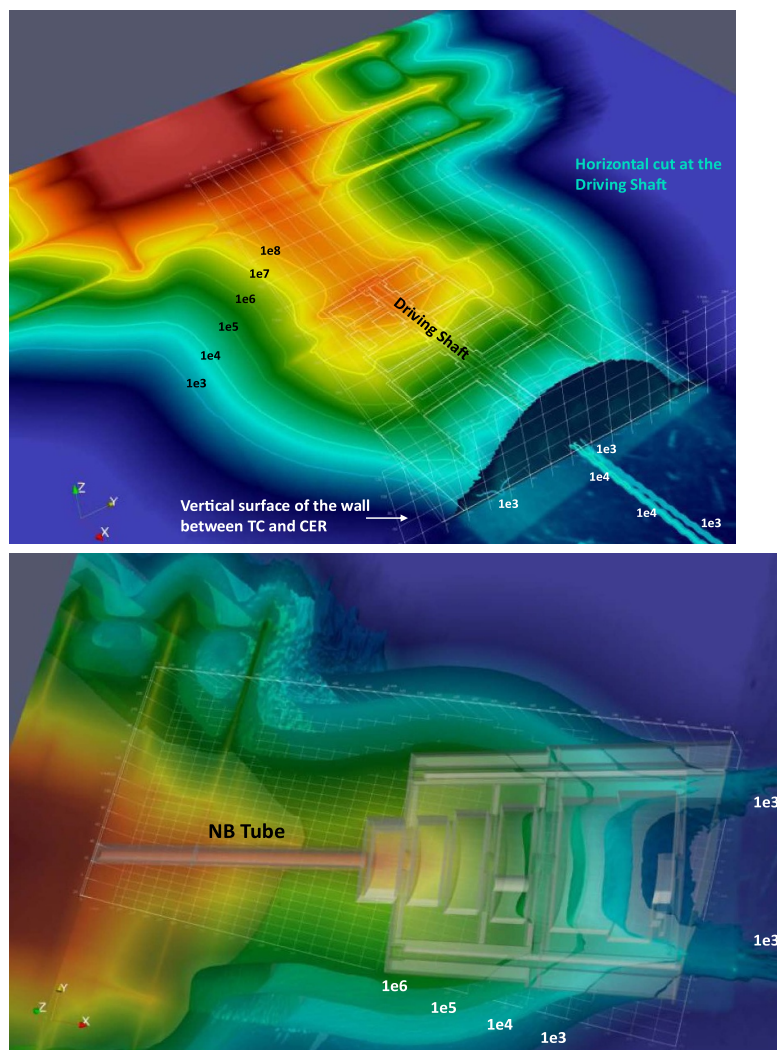 Horizontal cut at the
Driving Shaft
1e8
1e7
1e6
1e5
1e4
1e3
Driving Shaft
Vertical surface of the wall
between TC and CER
1e3
1e3
1e4
1e4
1e3
Z
Y
X
NB Tube
1e3
1e3
1e6
1e5
1e4
1e3
Y
Z
X